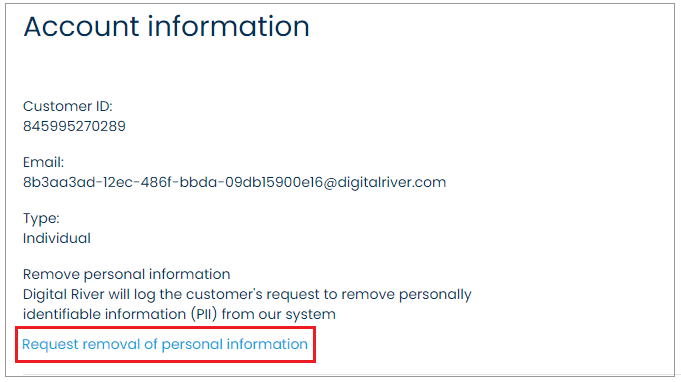 Account information
Customer ID:
845995270289
Email:
8b3aa3ad-12ec-486f-bbda-09db15900e16@digitalriver.com
Type:
Individual
Remove personal information
Digital River will log the customer's request to remove personally
identifiable information (PII) from our system
Request removal of personal information